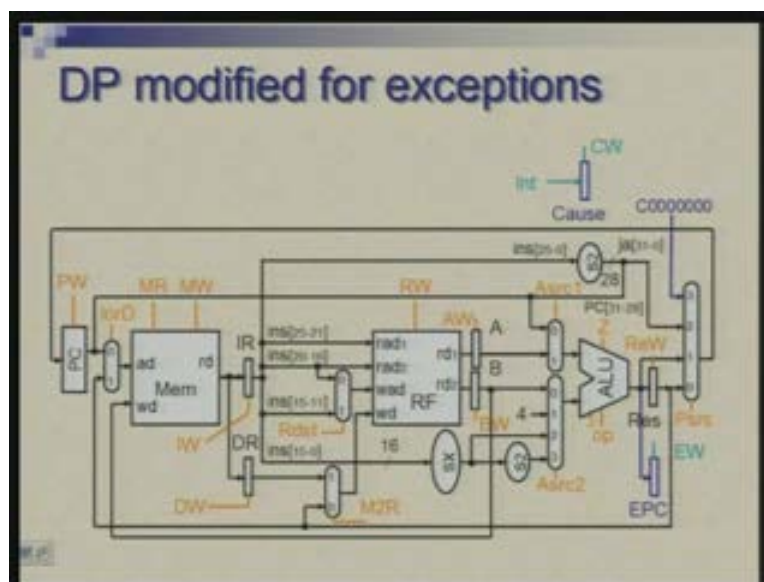 DP modified for exceptions
CW
Int
Cause
C0000000
ins[25-0]
s2
28
ja[31-0]
PW
MR
MW
RW
Asrc1
PC[31-28]
IorD
AW
A
Z
ReW
IR
ins[25-21]
rad1
rd1
PC
ad
rd
ins[20-16]
rad2
B
ALU
Mem
wad
rd2
wd
ins[15-11]
wd
RF
4
Res
Rdst
BW
op
Psrc
IW
ins[15-0]
16
DR
sx
s2
EW
DW
M2R
Asrc2
EPC